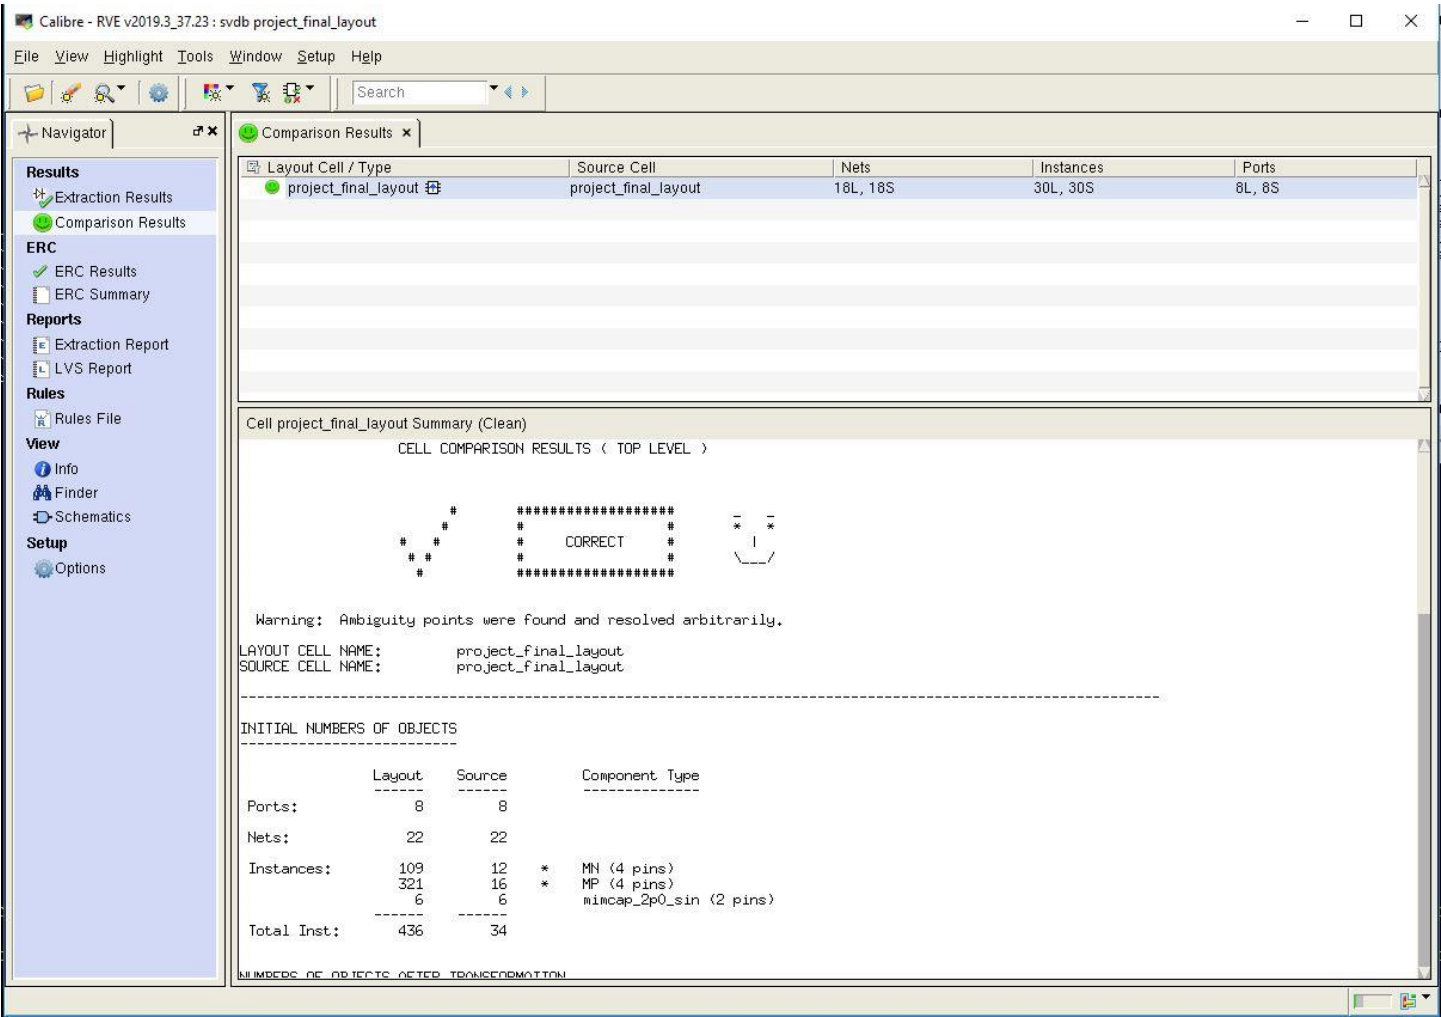 Calibre - RVE v2019.3_37.23 : svdb project_final_layout
File View Highlight Tools Window Setup Help
Search
Navigator
Results
Extraction Results
Comparison Results
ERC
ERC Results
ERC Summary
Reports
Extraction Report
LVS Report
Rules
Rules File
View
Info
Finder
Schematics
Setup
Options
Comparison Results
Layout Cell / Type Source Cell Nets Instances Ports
project_final_layout project_final_layout 18L, 18S 30L, 30S 8L, 8S
Cell project_final_layout Summary (Clean)
CELL COMPARISON RESULTS ( TOP LEVEL )
# ################### _ _
# # # * *
# # # CORRECT # |
# # # # \___/
# ###################
Warning: Ambiguity points were found and resolved arbitrarily.
LAYOUT CELL NAME: project_final_layout
SOURCE CELL NAME: project_final_layout
INITIAL NUMBERS OF OBJECTS
Layout Source Component Type
Ports: 8 8
Nets: 22 22
Instances: 109 12 * MN (4 pins)
321 16 * MP (4 pins)
6 6 mimcap_2p0_sin (2 pins)
Total Inst: 436 34
NUMBERS OF OBJECTS AFTER TRANSFORMATION